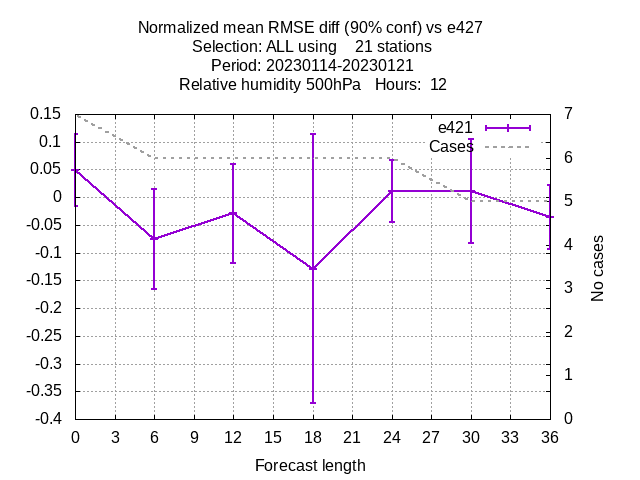 Normalized mean RMSE diff (90% conf) vs e427
Selection: ALL using    21 stations
Period: 20230114-20230121
Relative humidity 500hPa   Hours:  12
0.15
0.1
0.05
0
-0.05
-0.1
-0.15
-0.2
-0.25
-0.3
-0.35
-0.4
7
6
5
4
3
2
1
0
e421
Cases
No cases
0 3 6 9 12 15 18 21 24 27 30 33 36
Forecast length